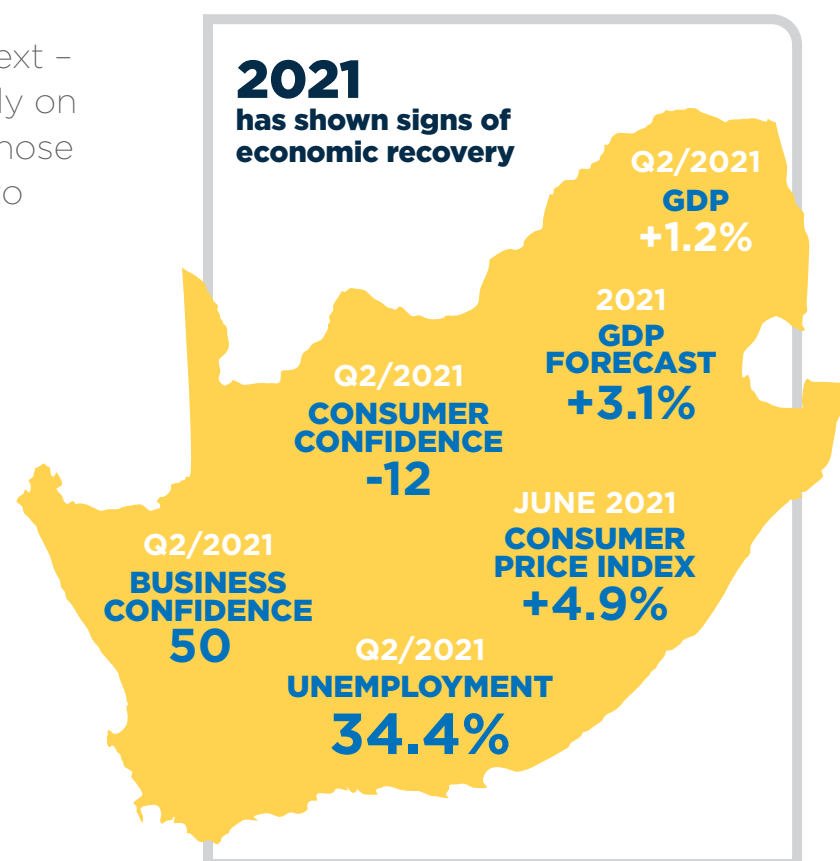 ext –
ly on
hose
o
2021
has shown signs of
economic recovery
Q2/2021
GDP
+1.2%
2021
GDP
FORECAST
+3.1%
Q2/2021
CONSUMER
CONFIDENCE
-12
JUNE 2021
CONSUMER
PRICE INDEX
+4.9%
Q2/2021
BUSINESS
CONFIDENCE
50
Q2/2021
UNEMPLOYMENT
34.4%